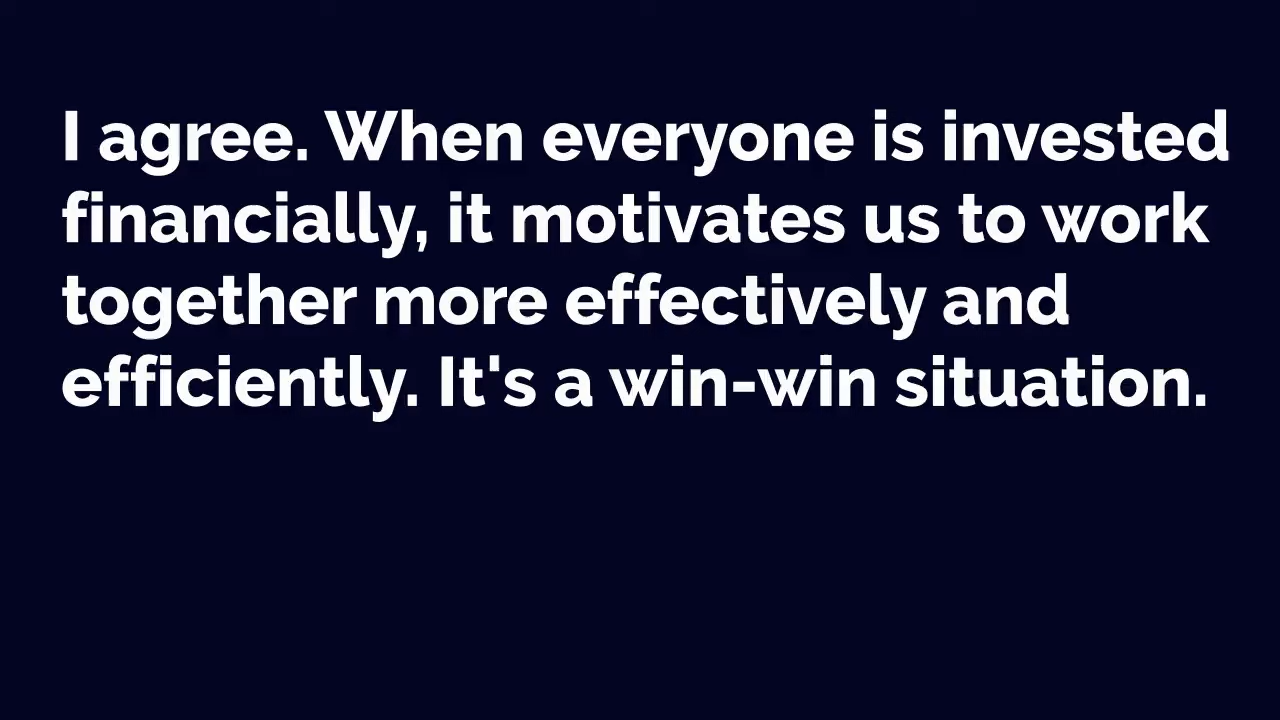 I agree. When everyone is invested
financially, it motivates us to work
together more effectively and
efficiently. It's a win-win situation.